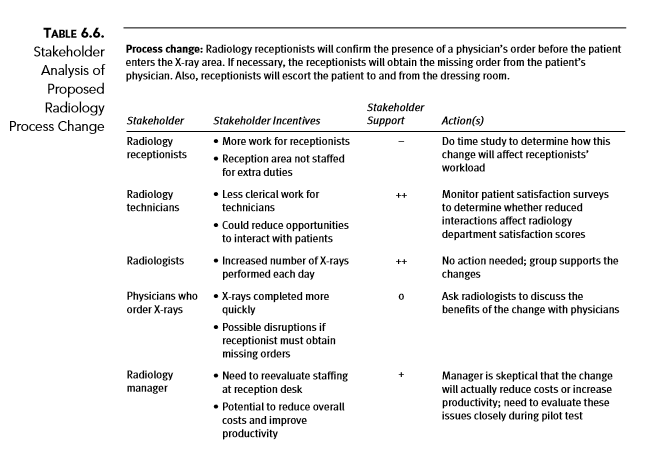 TABLE 6.6.
Stakeholder
Analysis of
Proposed
Radiology
Process Change
Process change: Radiology receptionists will confirm the presence of a physician's order before the patient
enters the X-ray area. If necessary, the receptionists will obtain the missing order from the patient's
physician. Also, receptionists will escort the patient to and from the dressing room.
Stakeholder
Stakeholder Incentives
Stakeholder
Support
Action(s)
Radiology
receptionists
• More work for receptionists
• Reception area not staffed
for extra duties
–
Do time study to determine how this
change will affect receptionists'
workload
Radiology
technicians
• Less clerical work for
technicians
• Could reduce opportunities
to interact with patients
++
Monitor patient satisfaction surveys
to determine whether reduced
interactions affect radiology
department satisfaction scores
Radiologists
• Increased number of X-rays
performed each day
++
No action needed; group supports the
changes
Physicians who
order X-rays
• X-rays completed more
quickly
• Possible disruptions if
receptionist must obtain
missing orders
o
Ask radiologists to discuss the
benefits of the change with physicians
Radiology
manager
• Need to reevaluate staffing
at reception desk
• Potential to reduce overall
costs and improve
productivity
+
Manager is skeptical that the change
will actually reduce costs or increase
productivity; need to evaluate these
issues closely during pilot test